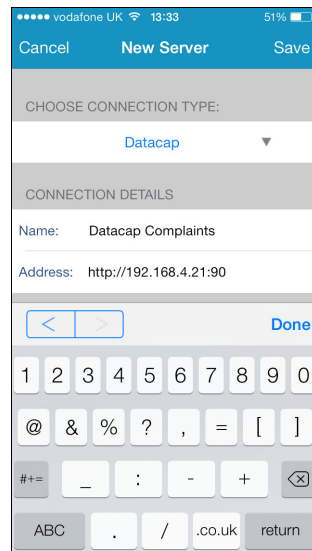 ●●●●● vodafone UK 13:33 51%
Cancel New Server Save
CHOOSE CONNECTION TYPE:
Datacap ▼
CONNECTION DETAILS
Name: Datacap Complaints
Address: http://192.168.4.21:90
< > Done
1 2 3 4 5 6 7 8 9 0
@ & % ? , = [ ]
#+= _ : - +
ABC . / .co.uk return